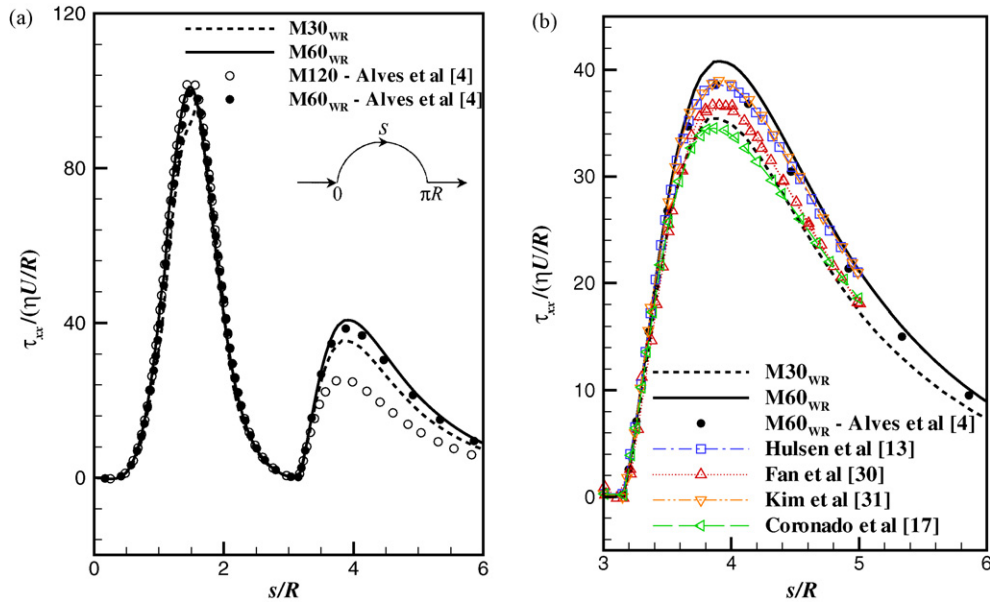 (a)
120
80
40
0
τxx/(ηU/R)
M30WR
M60WR
M120 - Alves et al [4]
M60WR - Alves et al [4]
S
0
πR
0
2
4
6
s/R
(b)
40
30
20
10
0
τxx/(ηU/R)
M30WR
M60WR
M60WR - Alves et al [4]
Hulsen et al [13]
Fan et al [30]
Kim et al [31]
Coronado et al [17]
3
4
5
6
s/R